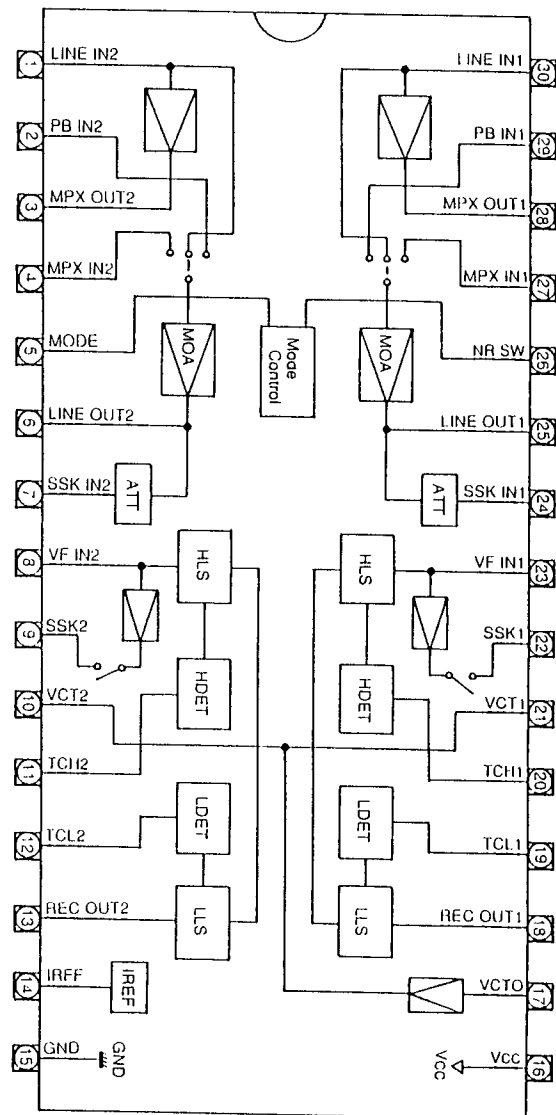 1 LINE IN2
2 PB IN2
3 MPX OUT2
4 MPX IN2
5 MODE
6 LINE OUT2
7 SSK IN2
8 VF IN2
9 SSK2
10 VCT2
11 TCH2
12 TCL2
13 REC OUT2
14 IREF
15 GND
MOA
ATT
HLS
HDET
LDET
LLS
IREF
GND
Mode
Control
MOA
ATT
HLS
HDET
LDET
LLS
VCC
LINE IN1 30
PB IN1 29
MPX OUT1 28
MPX IN1 27
NR SW 26
LINE OUT1 25
SSK IN1 24
VF IN1 23
SSK1 22
VCT1 21
TCH1 20
TCL1 19
REC OUT1 18
VCTO 17
VCC 16